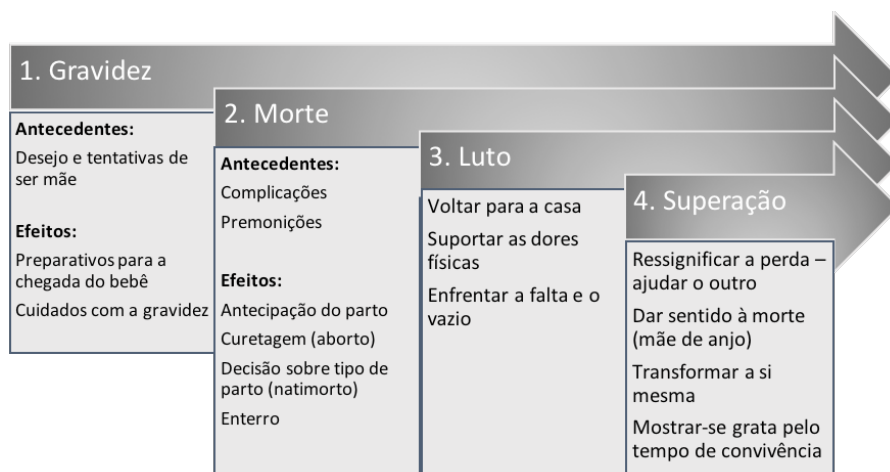 1. Gravidez
Antecedentes:
Desejo e tentativas de
ser mãe
Efeitos:
Preparativos para a
chegada do bebê
Cuidados com a gravidez
2. Morte
Antecedentes:
Complicações
Premonições
Efeitos:
Antecipação do parto
Curetagem (aborto)
Decisão sobre tipo de
parto (natimorto)
Enterro
3. Luto
Voltar para a casa
Suportar as dores
físicas
Enfrentar a falta e o
vazio
4. Superação
Ressignificar a perda –
ajudar o outro
Dar sentido à morte
(mãe de anjo)
Transformar a si
mesma
Mostrar-se grata pelo
tempo de convivência